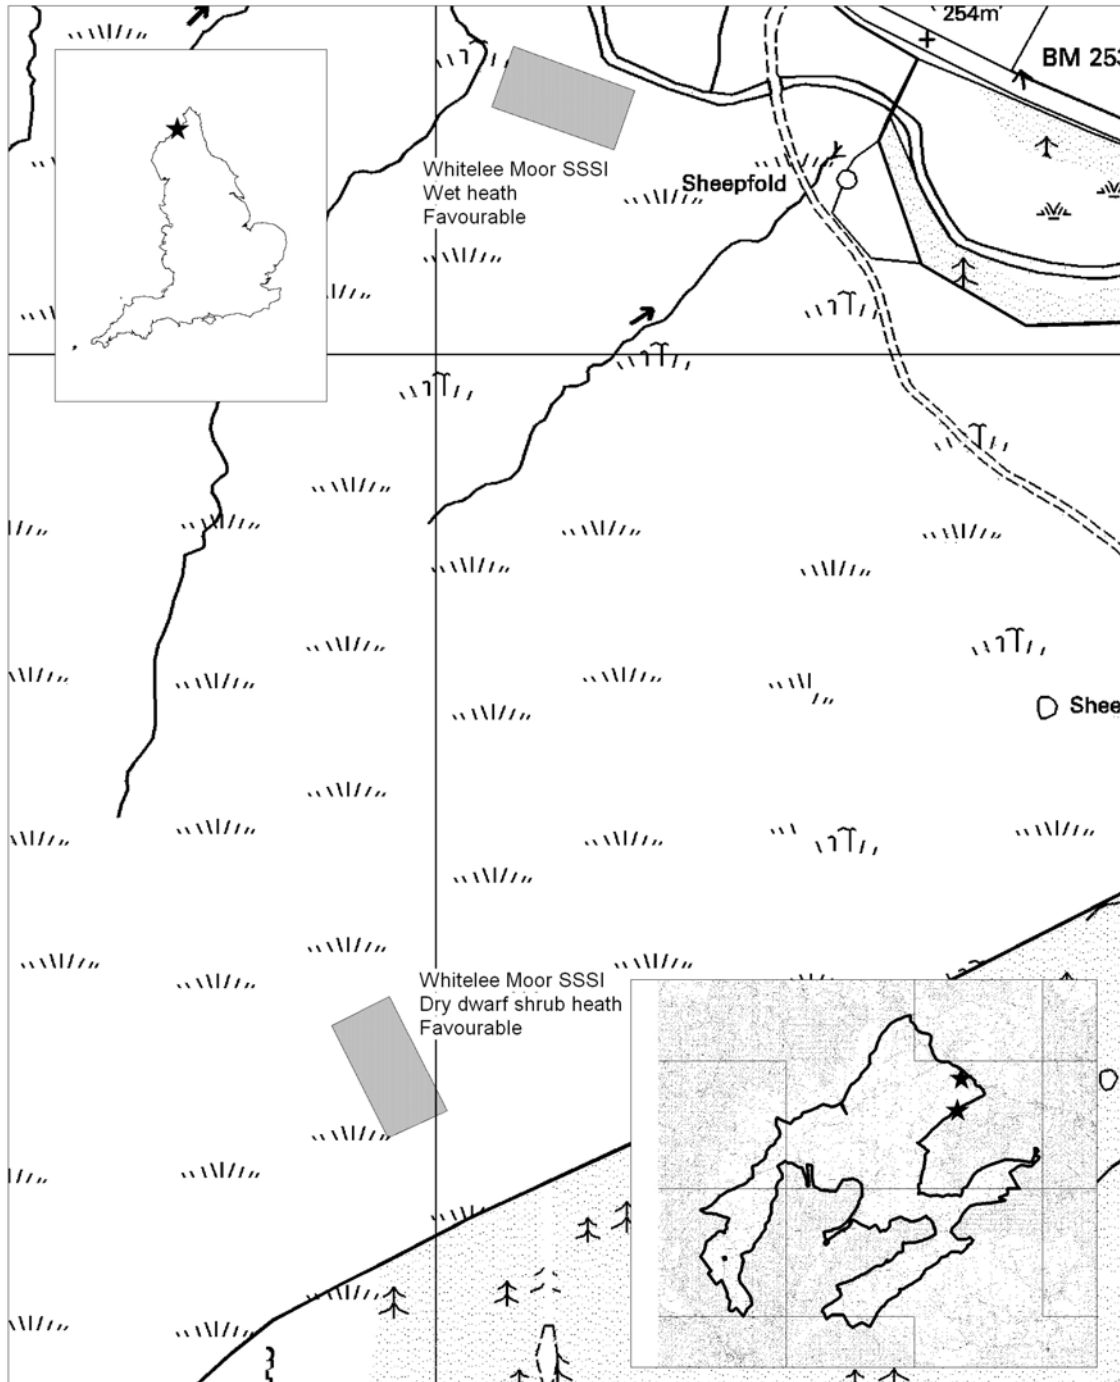 254m
BM 253
Whitelee Moor SSSI
Wet heath
Favourable
Sheepfold
Shee
Whitelee Moor SSSI
Dry dwarf shrub heath
Favourable